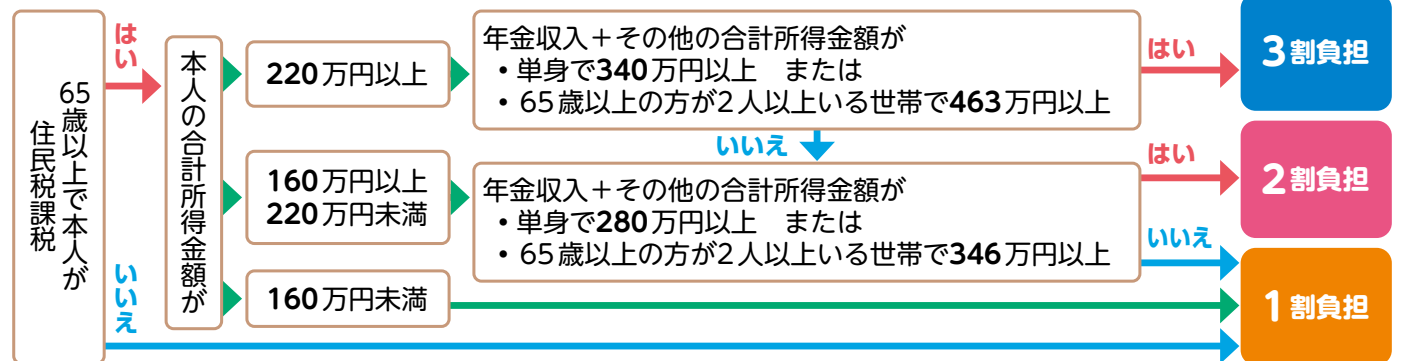 65歳以上で本人が
住民税課税
はい
いいえ
本人の合計所得金額が
220万円以上
年金収入＋その他の合計所得金額が
・単身で340万円以上　または
・65歳以上の方が2人以上いる世帯で463万円以上
はい
3割負担
いいえ
160万円以上
220万円未満
年金収入＋その他の合計所得金額が
・単身で280万円以上　または
・65歳以上の方が2人以上いる世帯で346万円以上
はい
2割負担
いいえ
160万円未満
1割負担